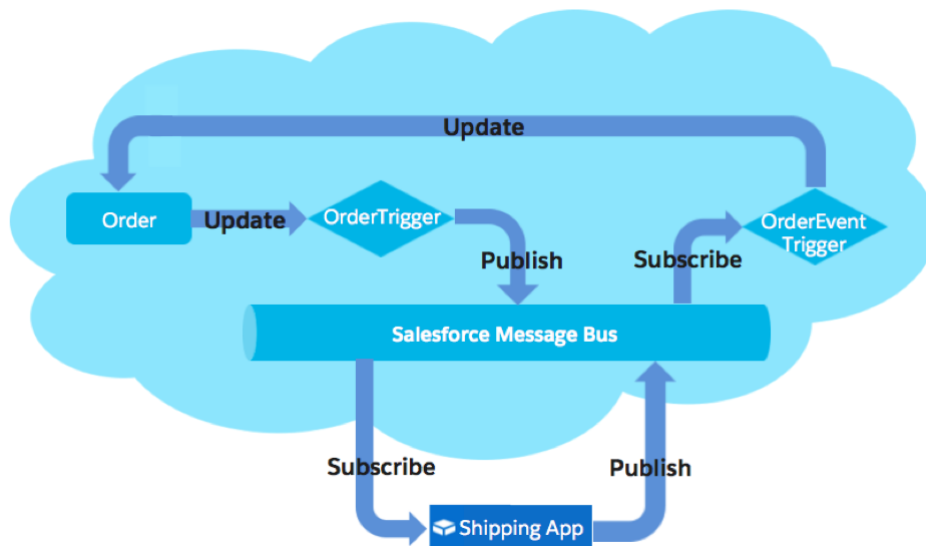 Update
Order
Update
OrderTrigger
Publish
Subscribe
OrderEvent
Trigger
Salesforce Message Bus
Subscribe
Publish
Shipping App